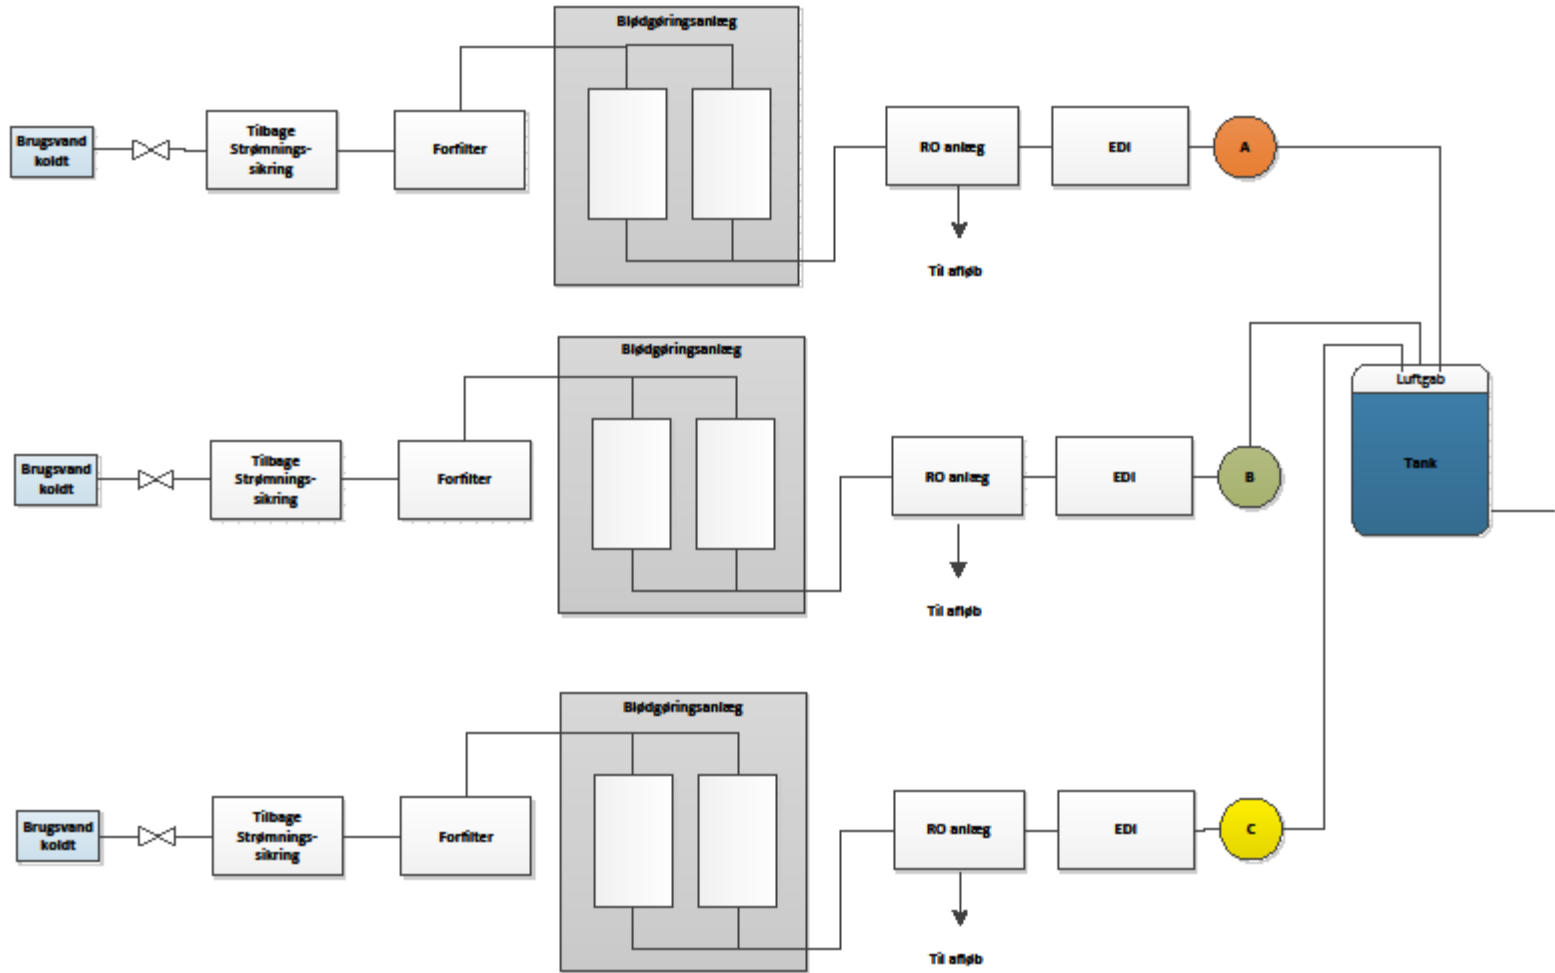 Blødgøringsanlæg
Brugsvand
koldt
Tilbage
Strømnings-
sikring
Forfilter
RO anlæg
EDI
A
Til afløb
Blødgøringsanlæg
Luftgab
Tank
Brugsvand
koldt
Tilbage
Strømnings-
sikring
Forfilter
RO anlæg
EDI
B
Til afløb
Blødgøringsanlæg
Brugsvand
koldt
Tilbage
Strømnings-
sikring
Forfilter
RO anlæg
EDI
C
Til afløb